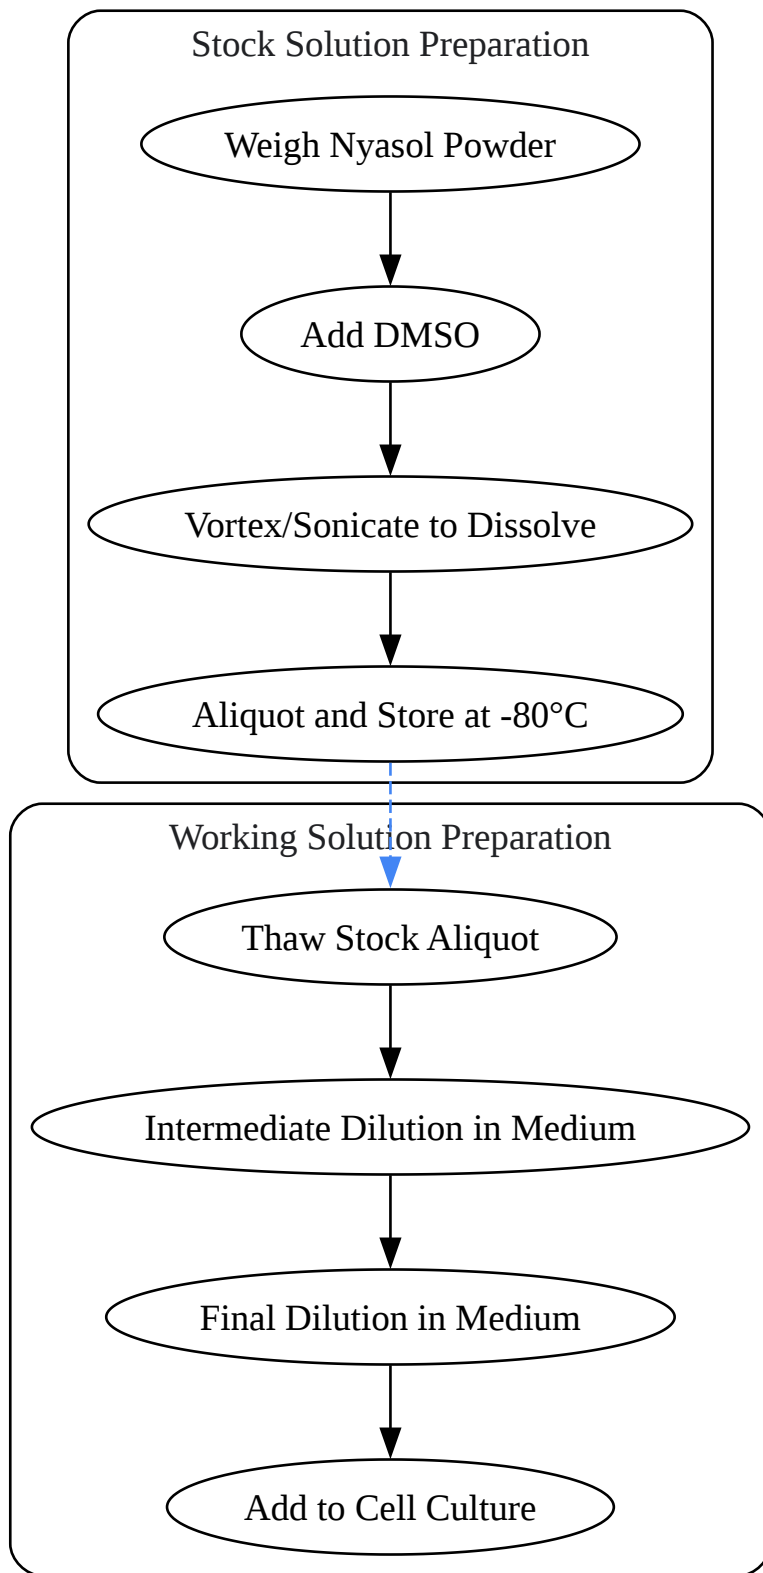 Stock Solution Preparation
Weigh Nyasol Powder
Add DMSO
Vortex/Sonicate to Dissolve
Aliquot and Store at -80°C
Working Solution Preparation
Thaw Stock Aliquot
Intermediate Dilution in Medium
Final Dilution in Medium
Add to Cell Culture